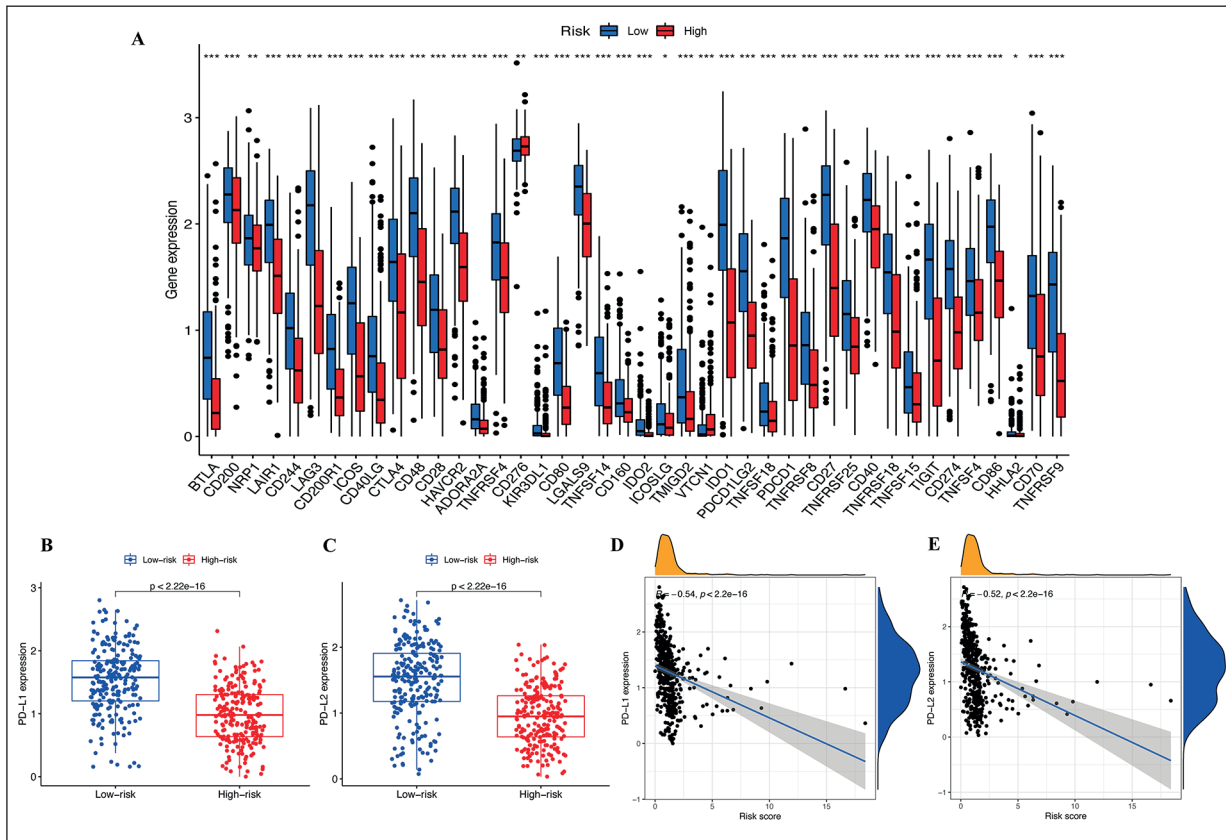 A
Risk Low High
*** *** ** *** *** *** *** *** *** *** *** *** *** *** *** ** *** *** *** *** *** *** * *** *** *** *** *** *** *** *** *** *** *** *** *** *** *** *** * *** ***
Gene expression
3
2
1
0
BTLA
CD200
NRP1
LAIR1
CD244
LAG3
CD200R1
ICOS
CD40LG
CTLA4
CD48
CD28
HAVCR2
ADORA2A
TNFRSF4
CD276
KIR3DL1
CD80
LGALS9
TNFSF14
CD160
IDO2
ICOSLG
TMIGD2
VTCN1
IDO1
PDCD1LG2
TNFSF18
PDCD1
TNFRSF8
CD27
TNFRSF25
CD40
TNFRSF18
TNFSF15
TIGIT
CD274
TNFSF4
CD86
HHLA2
CD70
TNFRSF9
B
Low-risk High-risk
p < 2.22e-16
PD-L1 expression
3
2
1
0
Low-risk High-risk
C
Low-risk High-risk
p < 2.22e-16
PD-L2 expression
2
1
0
Low-risk High-risk
D
R = -0.54, p < 2.2e-16
PD-L1 expression
2
1
0
-1
0 5 10 15
Risk score
E
= -0.52, p < 2.2e-16
PD-L2 expression
2
1
0
-1
0 5 10 15
Risk score